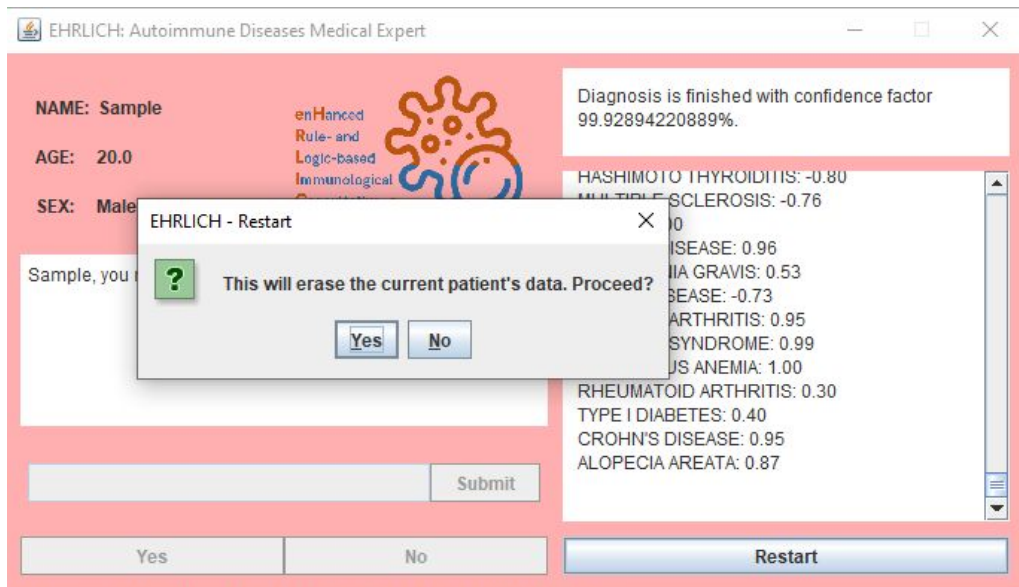 EHRLICH: Autoimmune Diseases Medical Expert
NAME: Sample
AGE: 20.0
SEX: Male
enHanced
Rule- and
Logic-based
Immunological
Diagnosis is finished with confidence factor
99.92894220889%.
Sample, you
EHRLICH - Restart
This will erase the current patient's data. Proceed?
Yes
No
HASHIMOTO THYROIDITIS: -0.80
SCLEROSIS: -0.76
ISEASE: 0.96
IA GRAVIS: 0.53
SEASE: -0.73
ARTHRITIS: 0.95
SYNDROME: 0.99
US ANEMIA: 1.00
RHEUMATOID ARTHRITIS: 0.30
TYPE I DIABETES: 0.40
CROHN'S DISEASE: 0.95
ALOPECIA AREATA: 0.87
Submit
Yes
No
Restart